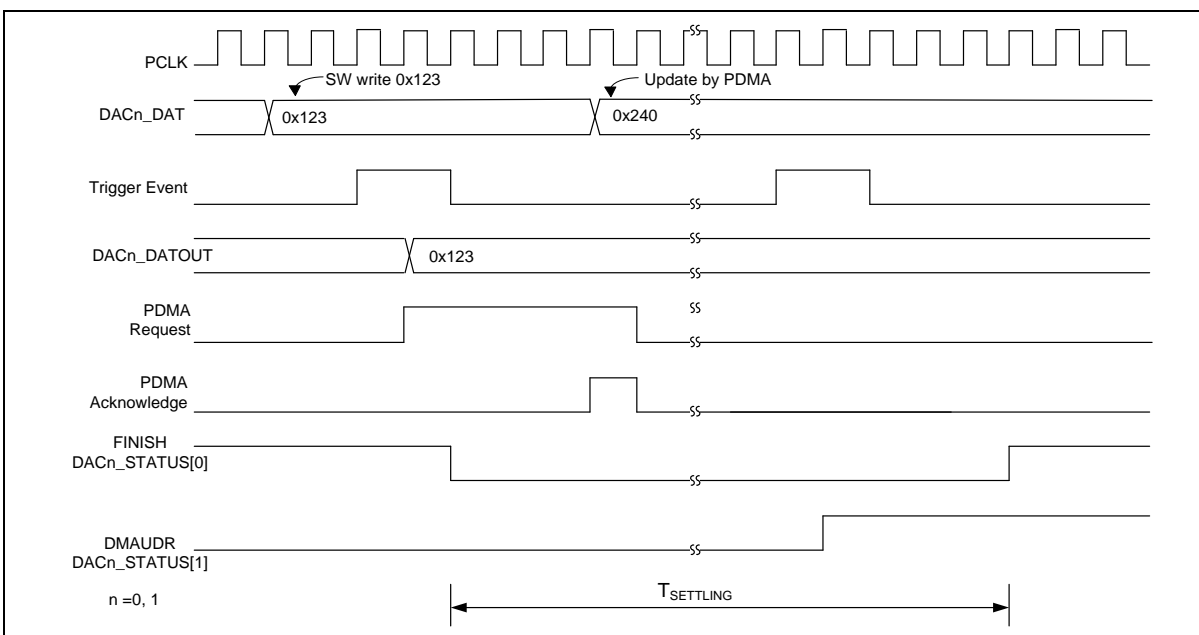 PCLK
SW write 0x123
Update by PDMA
DACn_DAT
0x123
0x240
Trigger Event
DACn_DATOUT
0x123
PDMA
Request
PDMA
Acknowledge
FINISH
DACn_STATUS[0]
DMAUDR
DACn_STATUS[1]
n =0, 1
TSETTLING